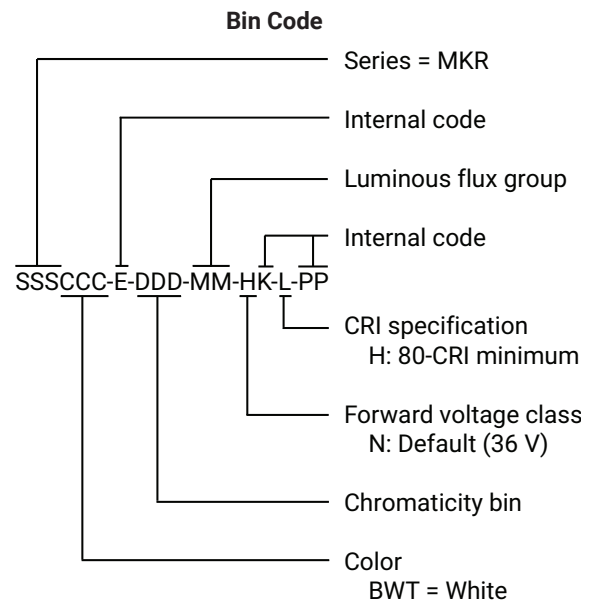 Bin Code
Series = MKR
Internal code
Luminous flux group
Internal code
SSSCCC-E-DDD-MM-HK-L-PP
CRI specification
H: 80-CRI minimum
Forward voltage class
N: Default (36 V)
Chromaticity bin
Color
BWT = White